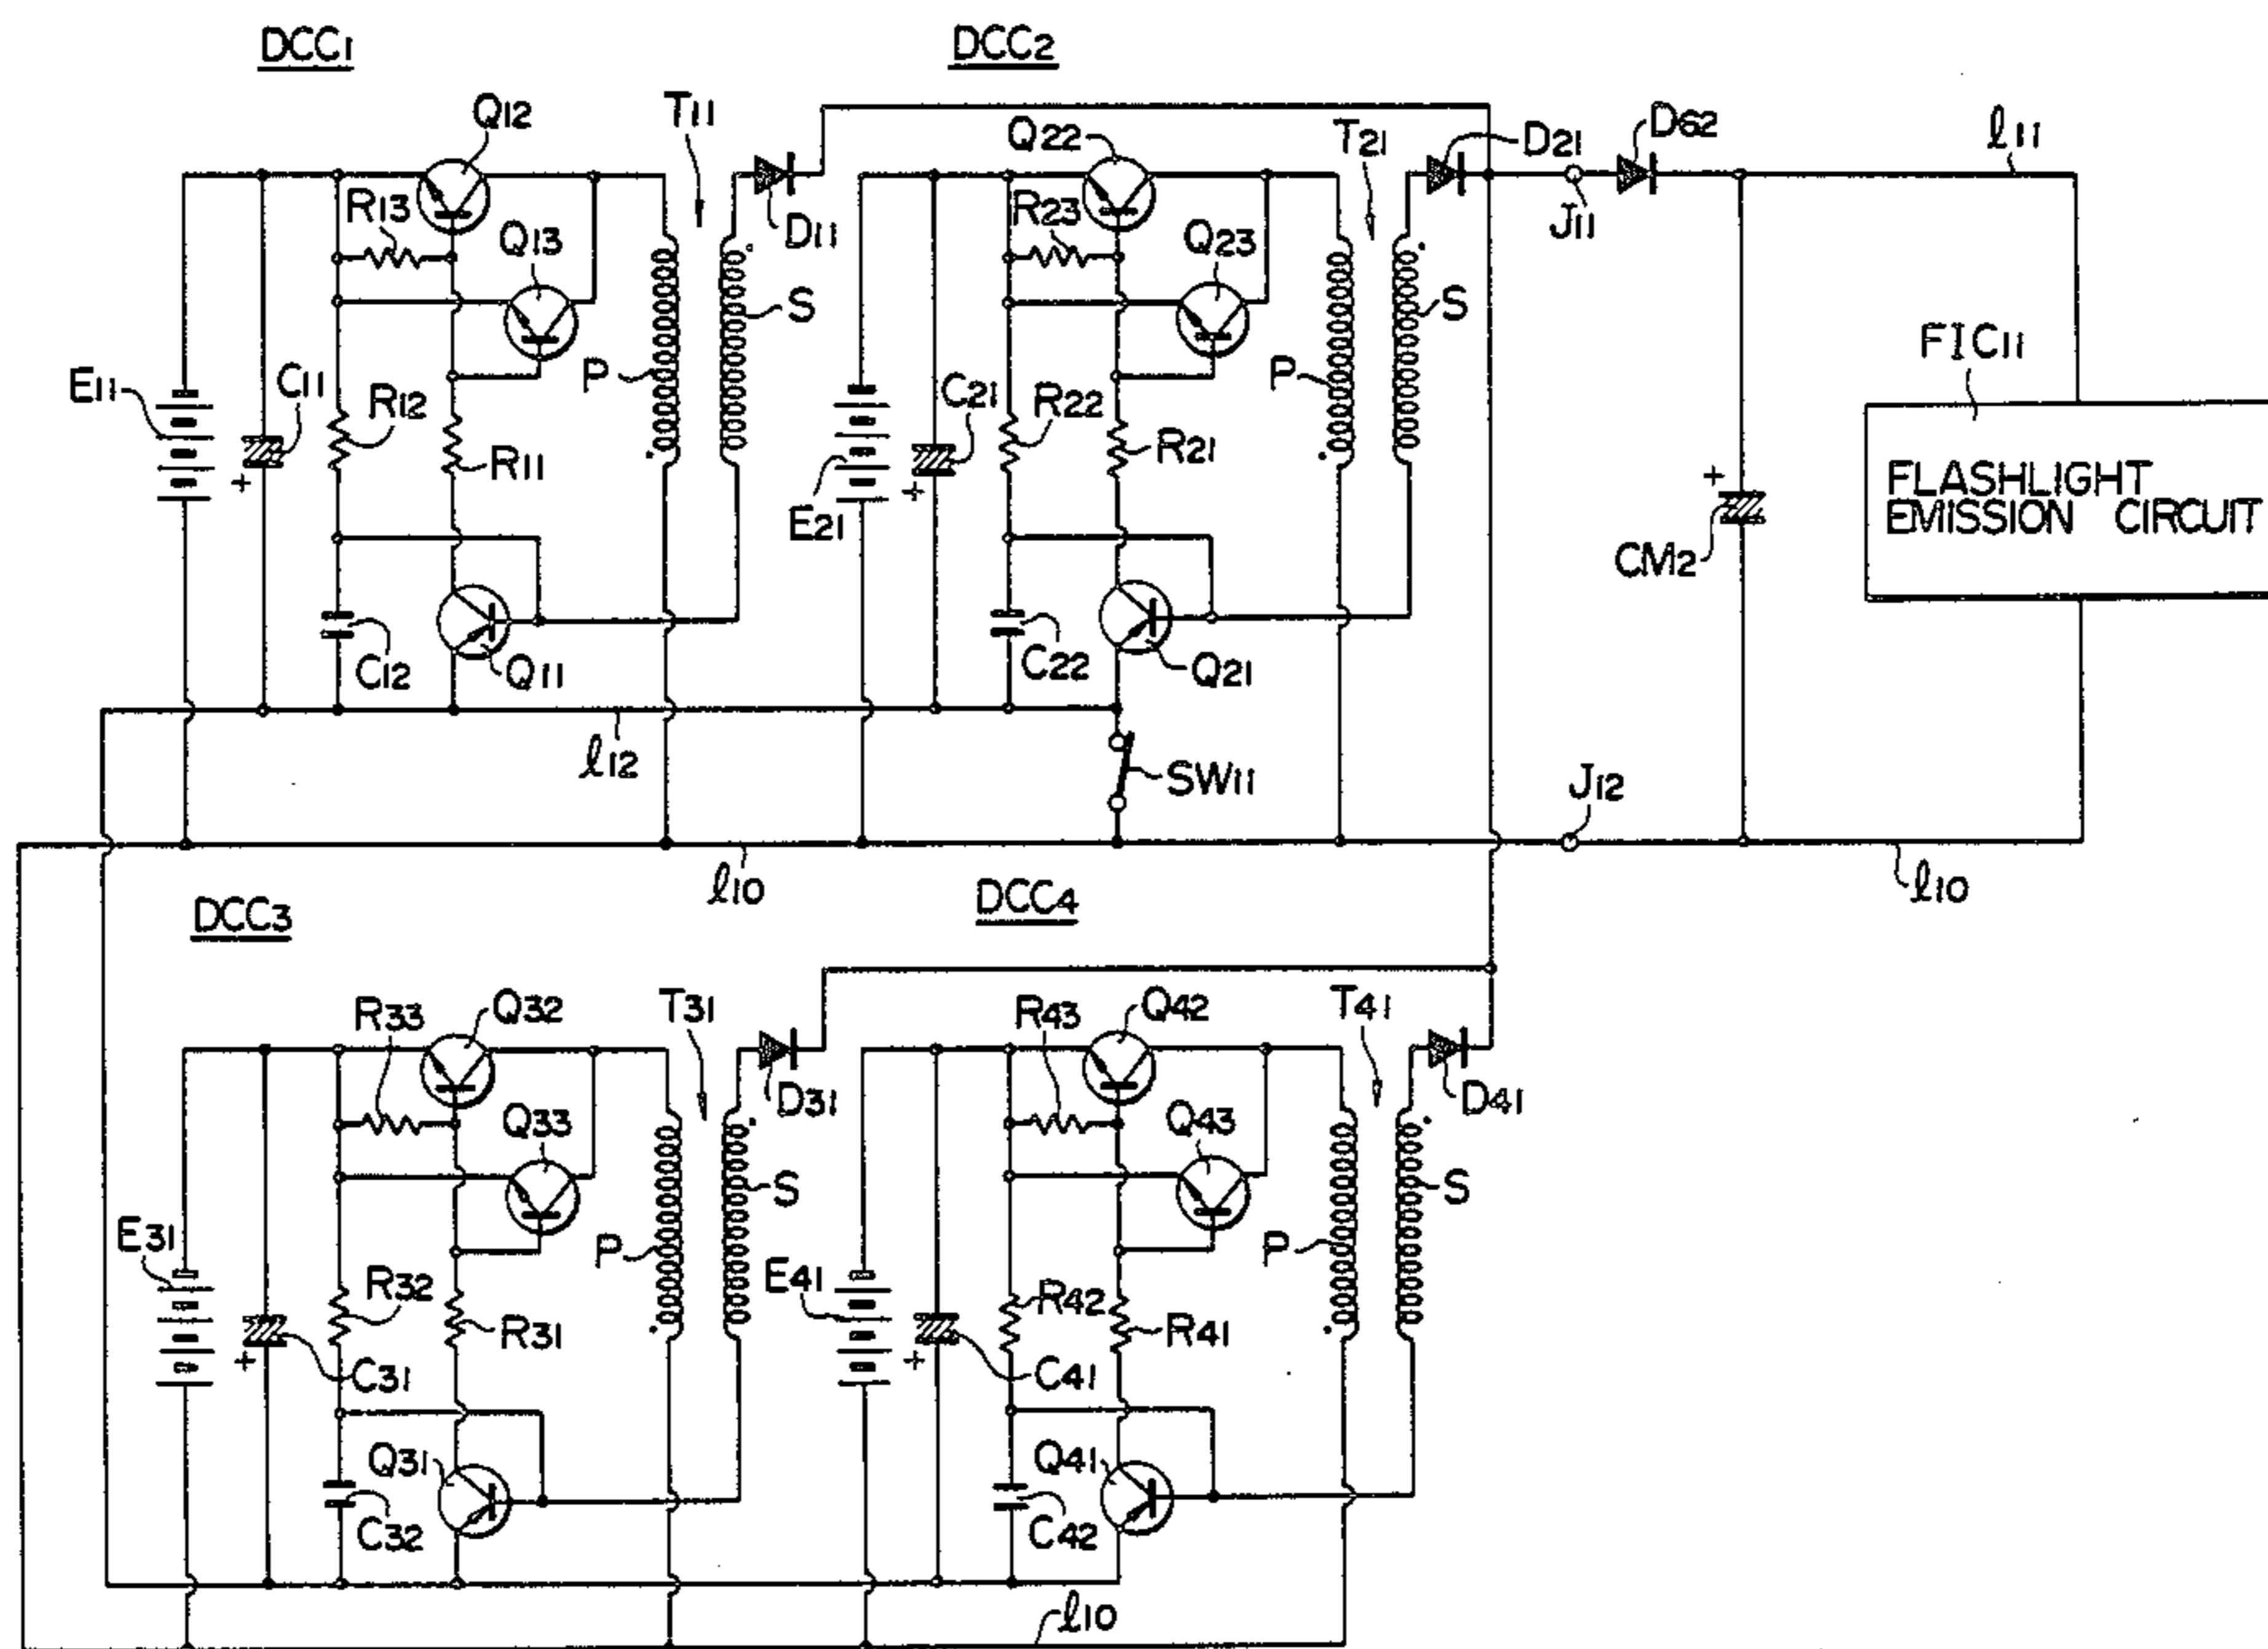 DCC1
DCC2
Q12
T11
Q22
T21
D21
D62
l11
R13
Q13
D11
R23
Q23
J11
S
S
FIC11
E11
C11
R12
P
C21
R22
P
R11
R21
+
E21
+
+
FLASHLIGHT
EMISSION CIRCUIT
CM2
C12
Q11
C22
Q21
l12
SW11
J12
l10
l10
DCC3
DCC4
R33
Q32
T31
R43
Q42
T41
D31
D41
Q33
Q43
S
S
E31
P
E41
P
R32
R31
R42
R41
+
C31
+
C41
Q31
Q41
C32
C42
l10